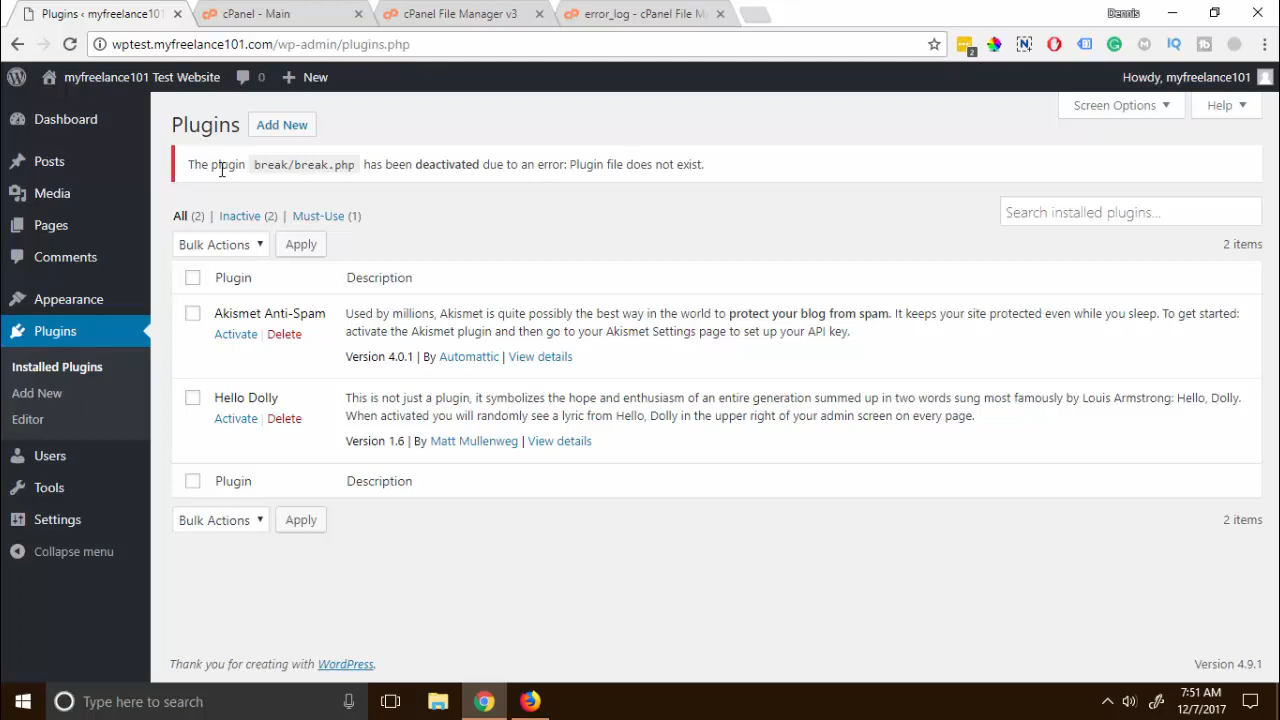 Plugins ‹ myfreelance101
cPanel - Main
cPanel File Manager v3
error_log - cPanel File M
Dennis
wptest.myfreelance101.com/wp-admin/plugins.php
2
myfreelance101 Test Website 0 New
Howdy, myfreelance101
Dashboard
Posts
Media
Pages
Comments
Appearance
Plugins
Installed Plugins
Add New
Editor
Users
Tools
Settings
Collapse menu
Screen Options Help
Plugins Add New
The plugin break/break.php has been deactivated due to an error: Plugin file does not exist.
All (2) | Inactive (2) | Must-Use (1)
Search installed plugins...
Bulk Actions Apply
2 items
Plugin Description
Akismet Anti-Spam
Activate | Delete
Used by millions, Akismet is quite possibly the best way in the world to protect your blog from spam. It keeps your site protected even while you sleep. To get started:
activate the Akismet plugin and then go to your Akismet Settings page to set up your API key.
Version 4.0.1 | By Automattic | View details
Hello Dolly
Activate | Delete
This is not just a plugin, it symbolizes the hope and enthusiasm of an entire generation summed up in two words sung most famously by Louis Armstrong: Hello, Dolly.
When activated you will randomly see a lyric from Hello, Dolly in the upper right of your admin screen on every page.
Version 1.6 | By Matt Mullenweg | View details
Plugin Description
Bulk Actions Apply
2 items
Thank you for creating with WordPress.
Version 4.9.1
Type here to search
7:51 AM
12/7/2017